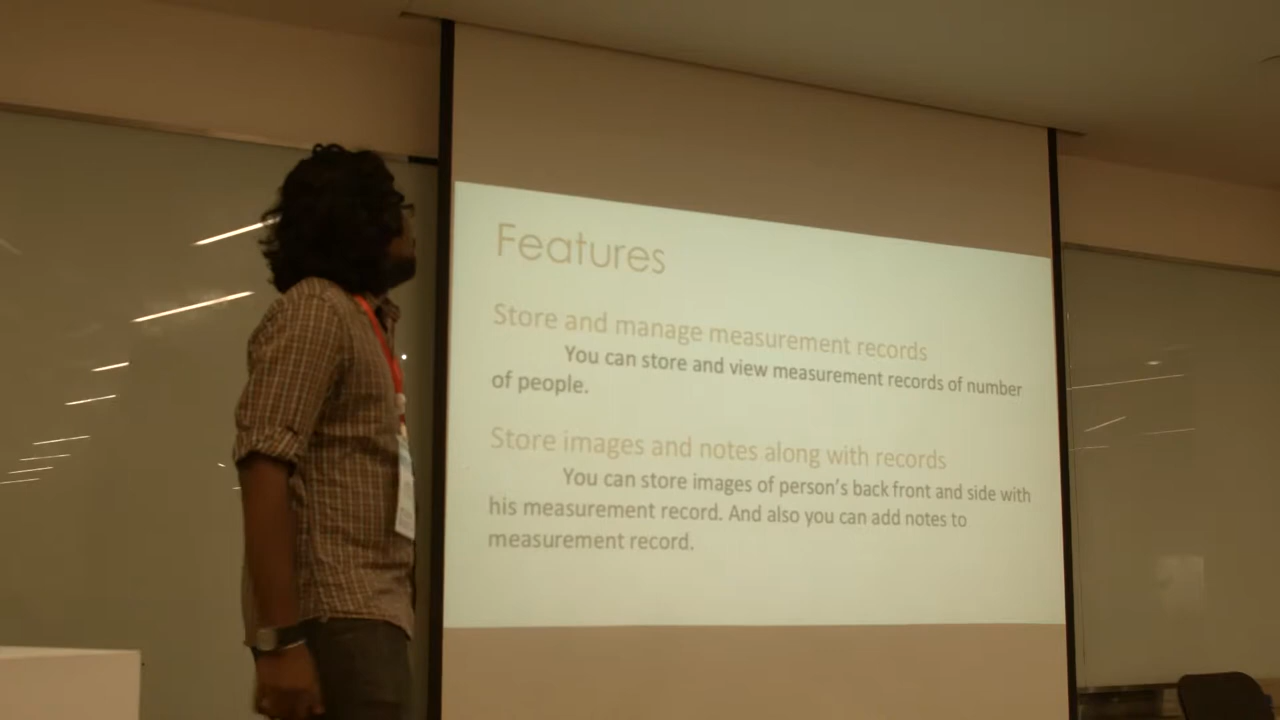 Features
Store and manage measurement records
You can store and view measurement records of number
of people.
Store images and notes along with records
You can store images of person's back front and side with
his measurement record. And also you can add notes to
measurement record.